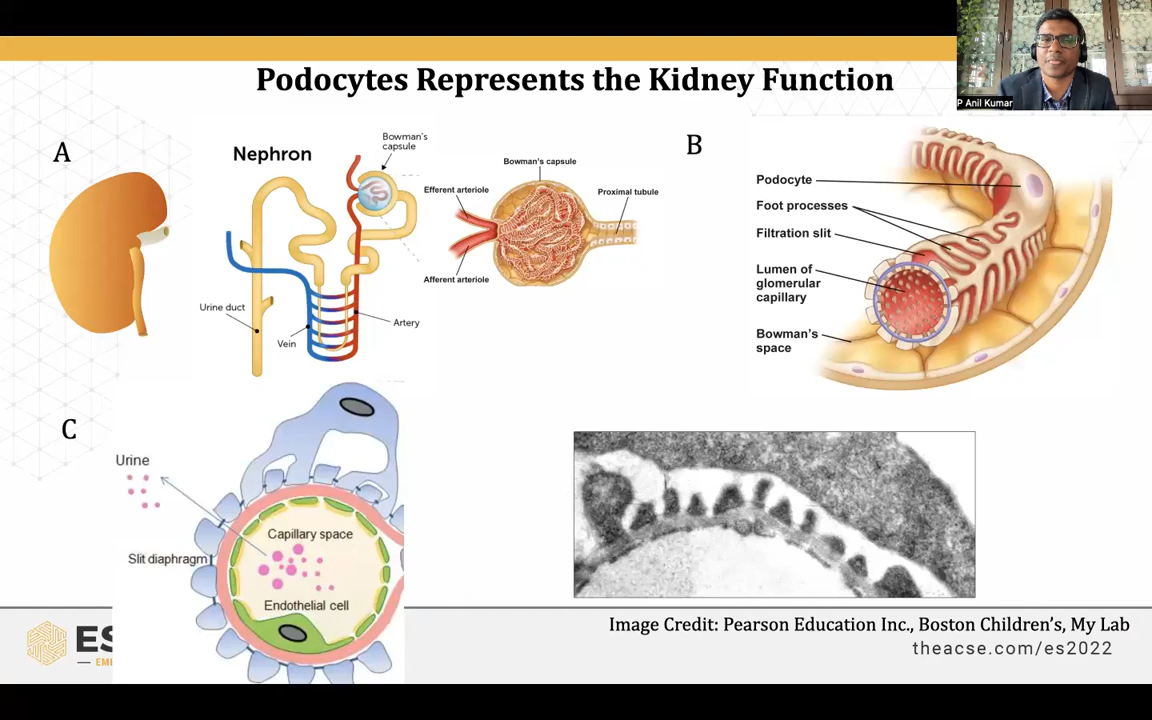 Podocytes Represents the Kidney Function
P Anil Kumar
A
Nephron
Bowman's
capsule
Urine duct
Vein
Artery
Bowman's capsule
Efferent arteriole
Proximal tubule
Afferent arteriole
B
Podocyte
Foot processes
Filtration slit
Lumen of
glomerular
capillary
Bowman's
space
C
Urine
Capillary space
Slit diaphragm
Endothelial cell
Image Credit: Pearson Education Inc., Boston Children's, My Lab
theacse.com/es2022
ES